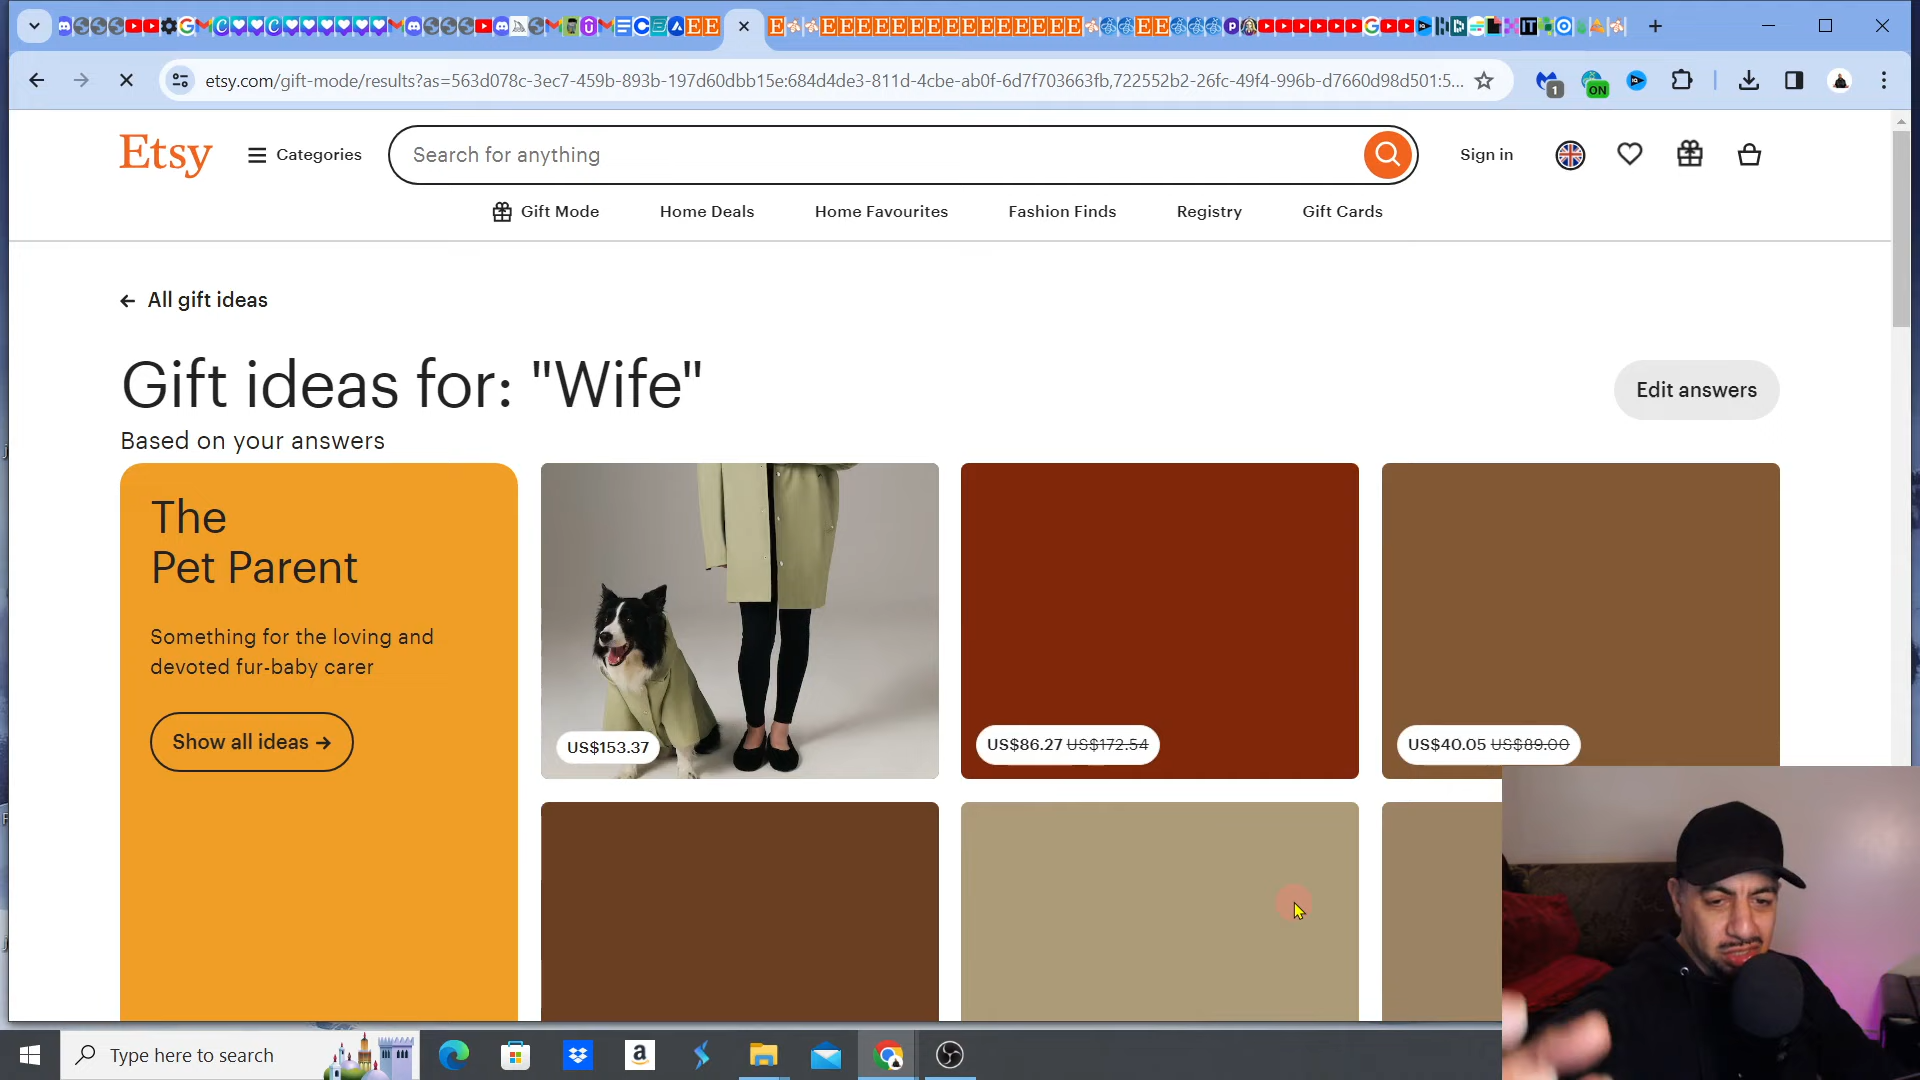 etsy.com/gift-mode/results?as=563d078c-3ec7-459b-893b-197d60dbb15e:684d4de3-811d-4cbe-ab0f-6d7f703663fb,722552b2-26fc-49f4-996b-d7660d98d501:5...
1
ON
Etsy
Categories
Search for anything
Sign in
Gift Mode
Home Deals
Home Favourites
Fashion Finds
Registry
Gift Cards
← All gift ideas
Gift ideas for: "Wife"
Edit answers
Based on your answers
The
Pet Parent
Something for the loving and
devoted fur-baby carer
Show all ideas →
US$153.37
US$86.27 US$172.54
US$40.05 US$89.00
Type here to search